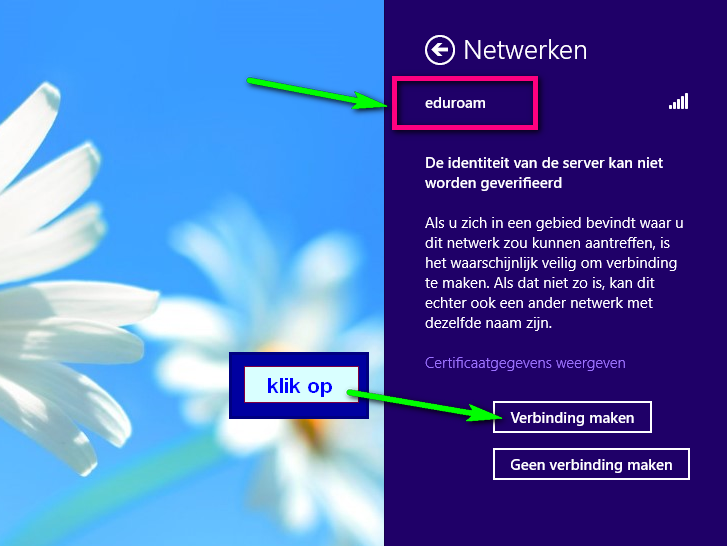 Netwerken
eduroam
De identiteit van de server kan niet
worden geverifieerd
Als u zich in een gebied bevindt waar u
dit netwerk zou kunnen aantreffen, is
het waarschijnlijk veilig om verbinding
te maken. Als dat niet zo is, kan dit
echter ook een ander netwerk met
dezelfde naam zijn.
Certificaatgegevens weergeven
klik op
Verbinding maken
Geen verbinding maken